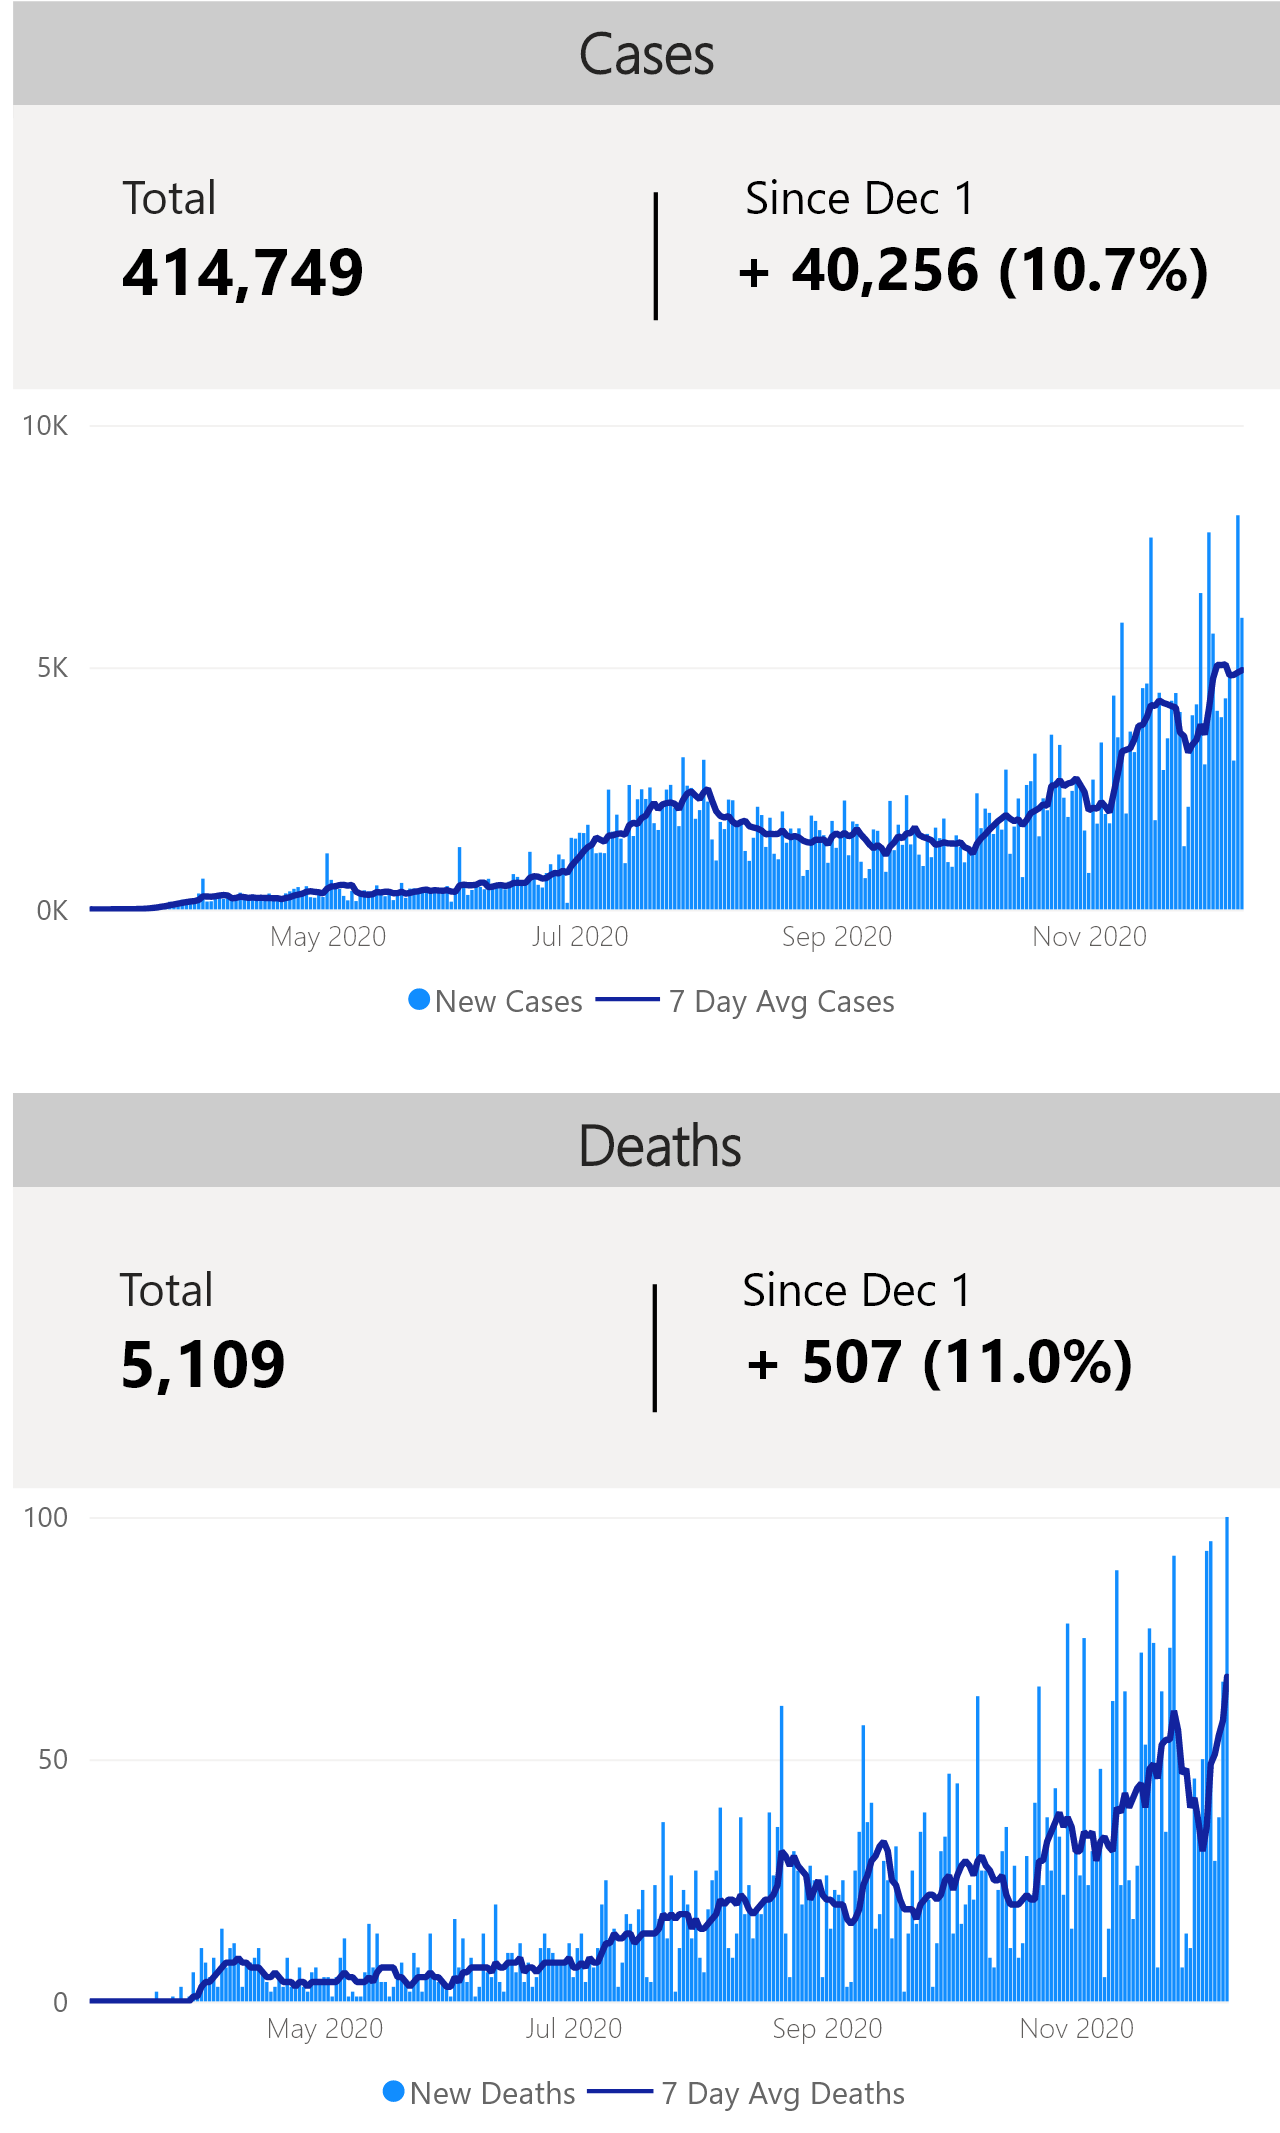 Cases
Total
Since Dec 1
414,749
+ 40,256 (10.7%)
10K
5K
0K
May 2020
Jul 2020
Sep 2020
Nov 2020
New Cases
7 Day Avg Cases
Deaths
Total
Since Dec 1
5,109
+ 507 (11.0%)
100
50
0
May 2020
Jul 2020
Sep 2020
Nov 2020
New Deaths
7 Day Avg Deaths